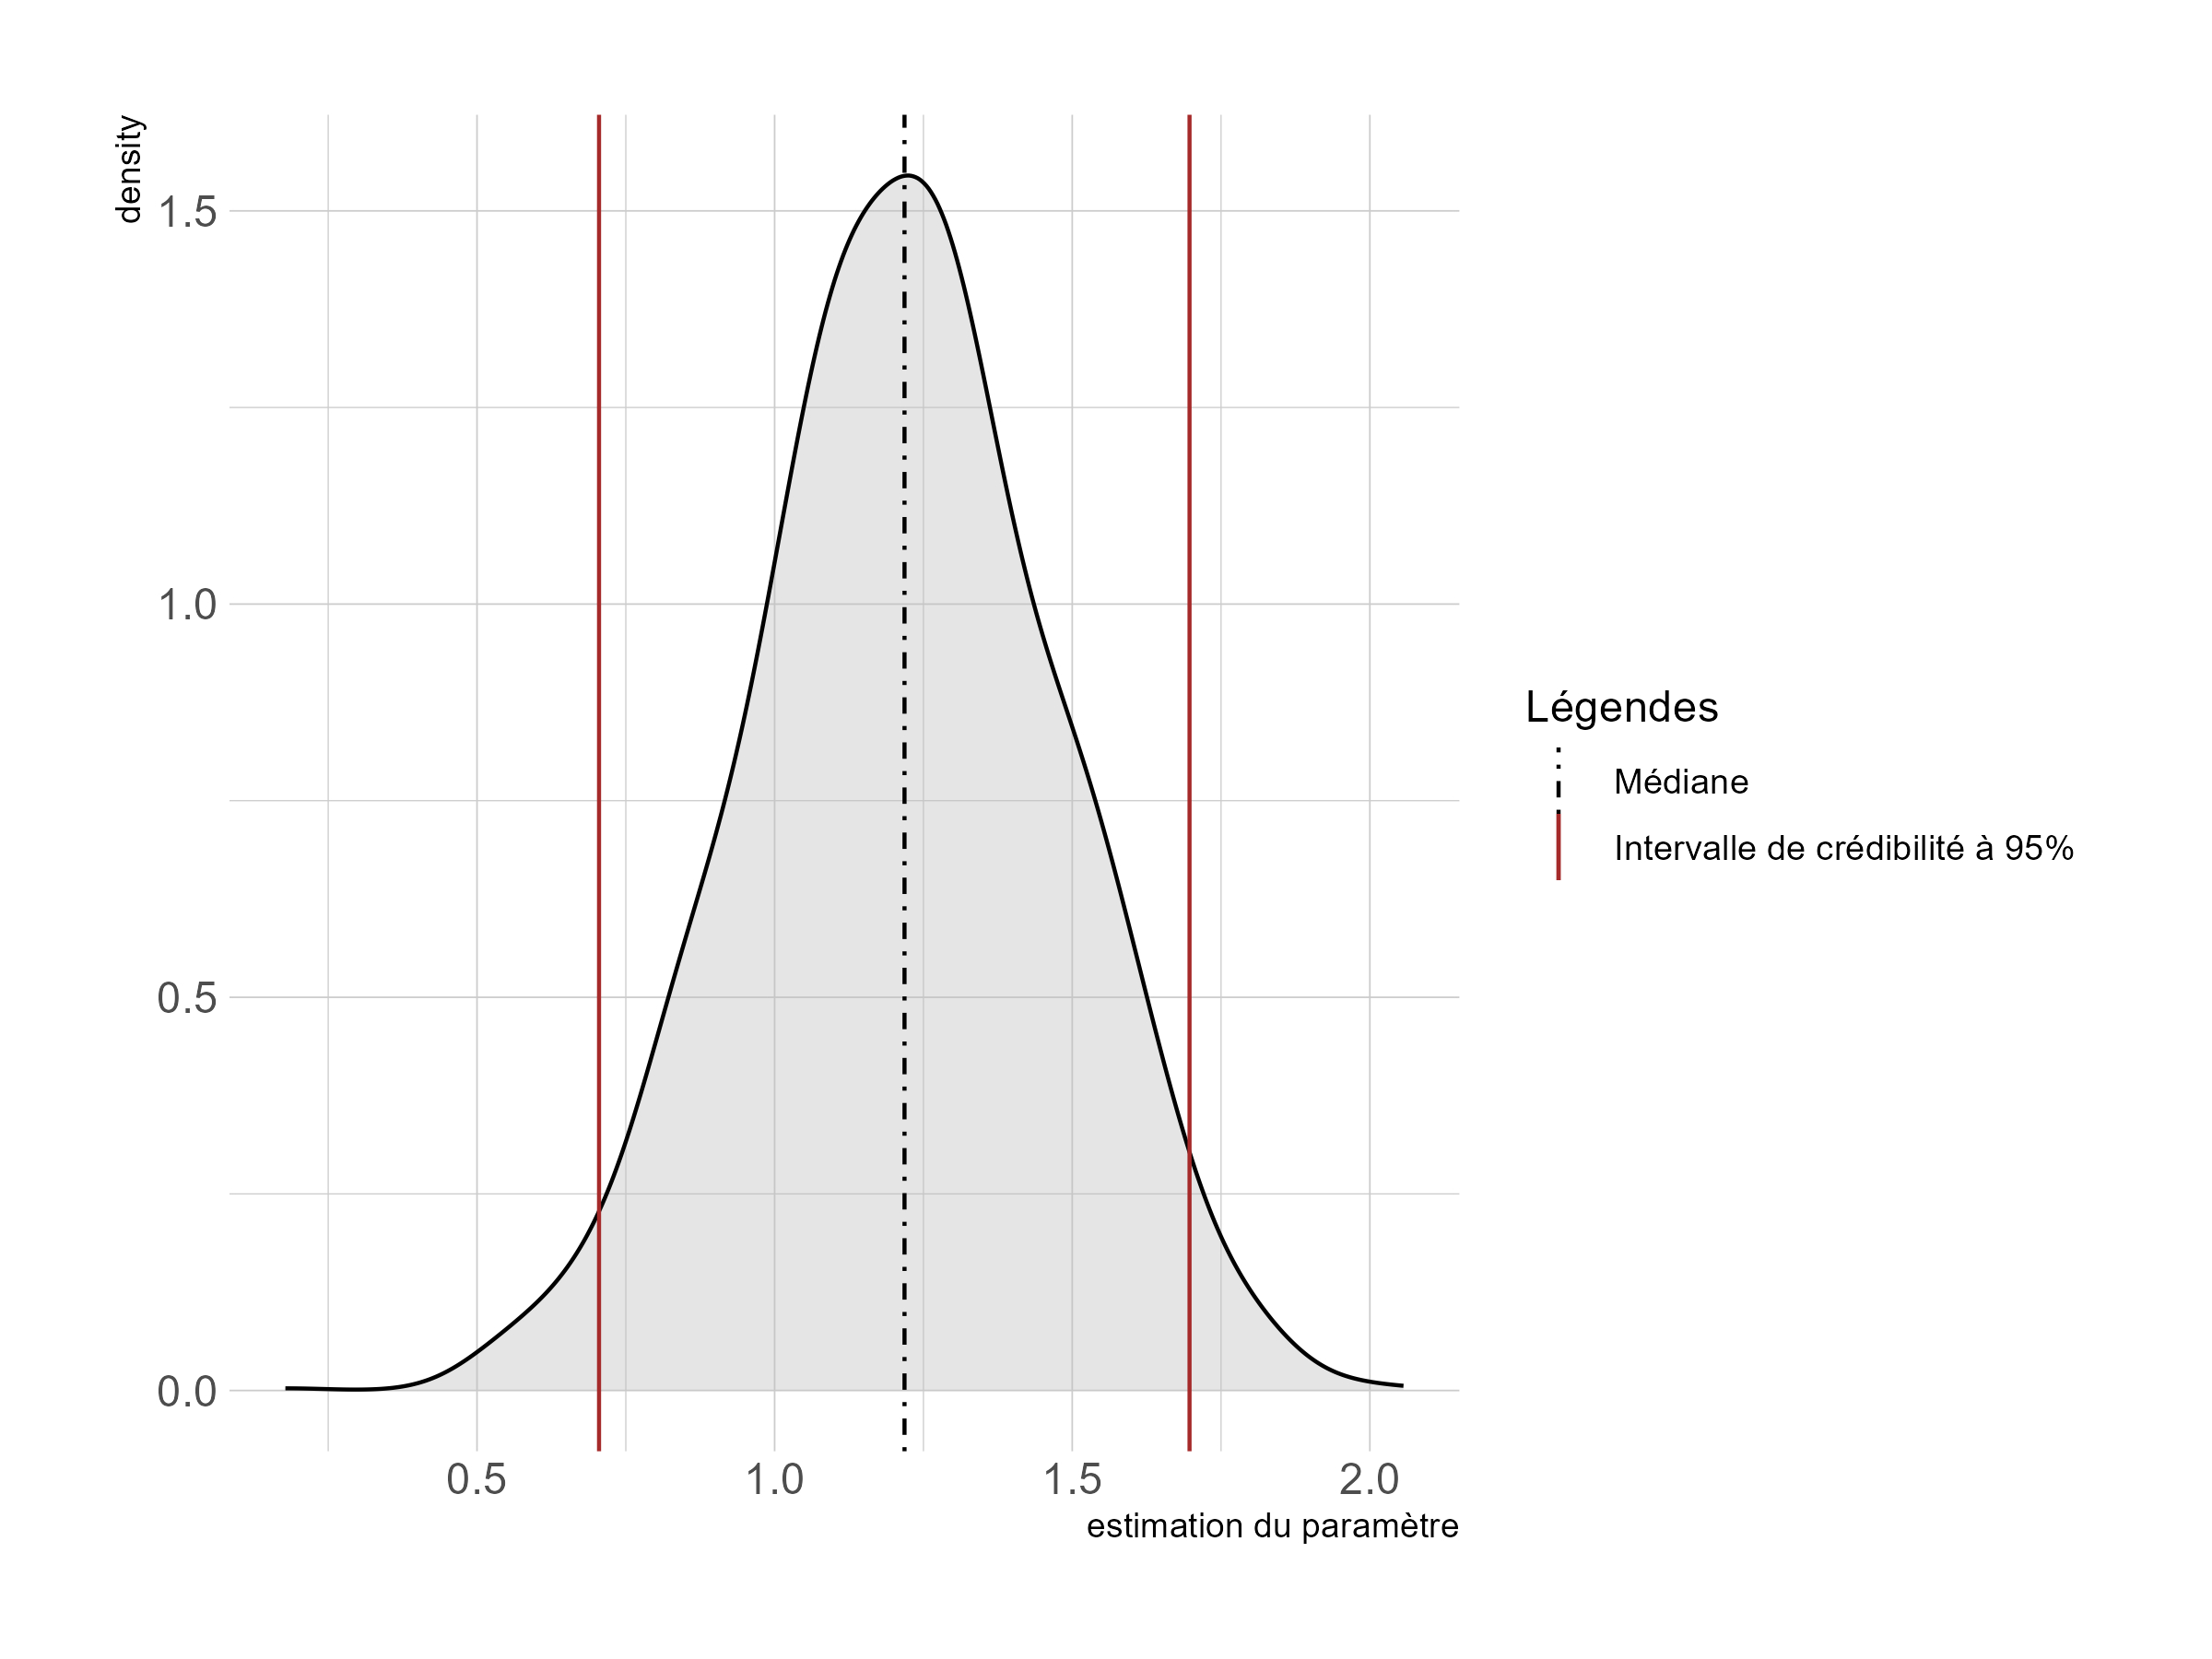 density
1.5
1.0
0.5
0.0
0.5 1.0 1.5 2.0
estimation du paramètre
Légendes
Médiane
Intervalle de crédibilité à 95%